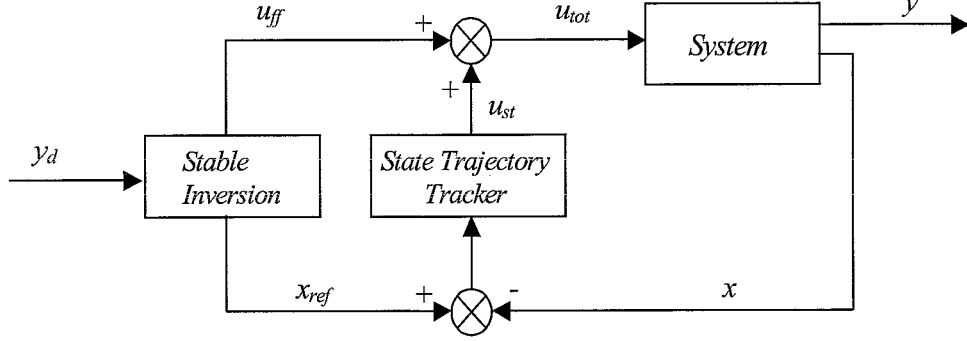 u_ff
+
u_tot
y
System
+
u_st
y_d
Stable
Inversion
State Trajectory
Tracker
x_ref
+
-
x